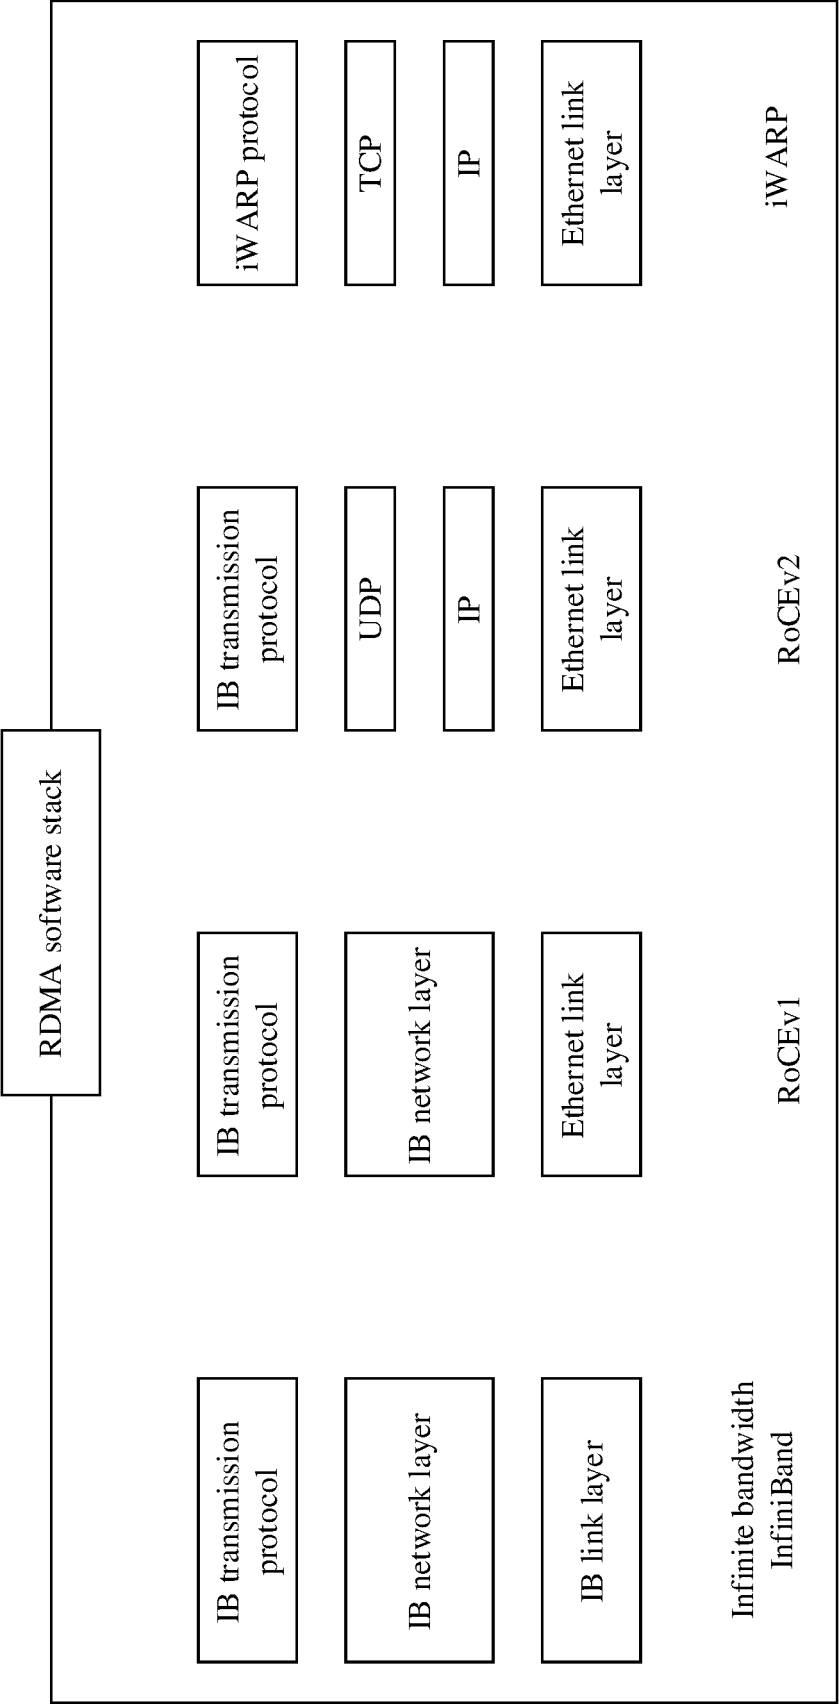 RDMA software stack
IB transmission
protocol
IB network layer
IB link layer
Infinite bandwidth
InfiniBand
IB transmission
protocol
IB network layer
Ethernet link
layer
RoCEv1
IB transmission
protocol
UDP
IP
Ethernet link
layer
RoCEv2
iWARP protocol
TCP
IP
Ethernet link
layer
iWARP